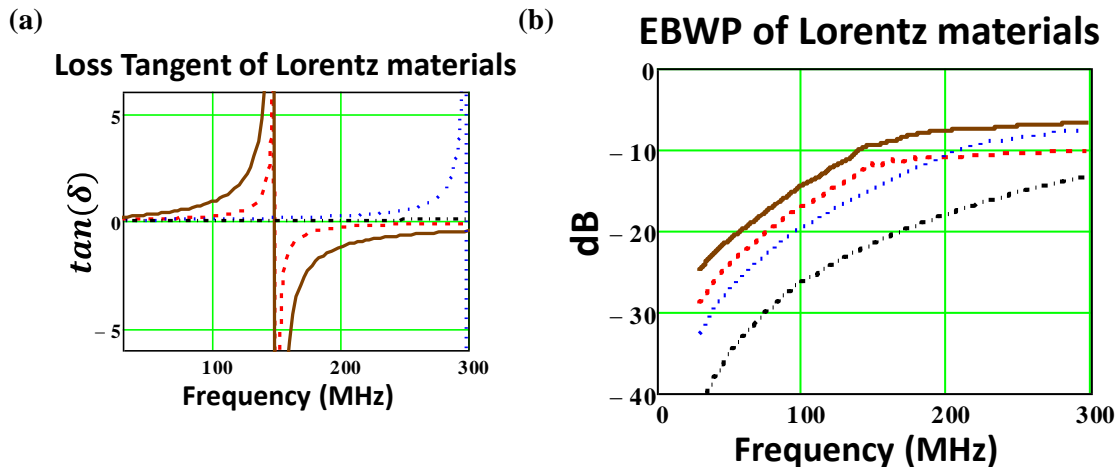 (a)
Loss Tangent of Lorentz materials
tan(δ)
5
0
– 5
100
200
300
Frequency (MHz)
(b)
EBWP of Lorentz materials
dB
0
– 10
– 20
– 30
– 40
0
100
200
300
Frequency (MHz)